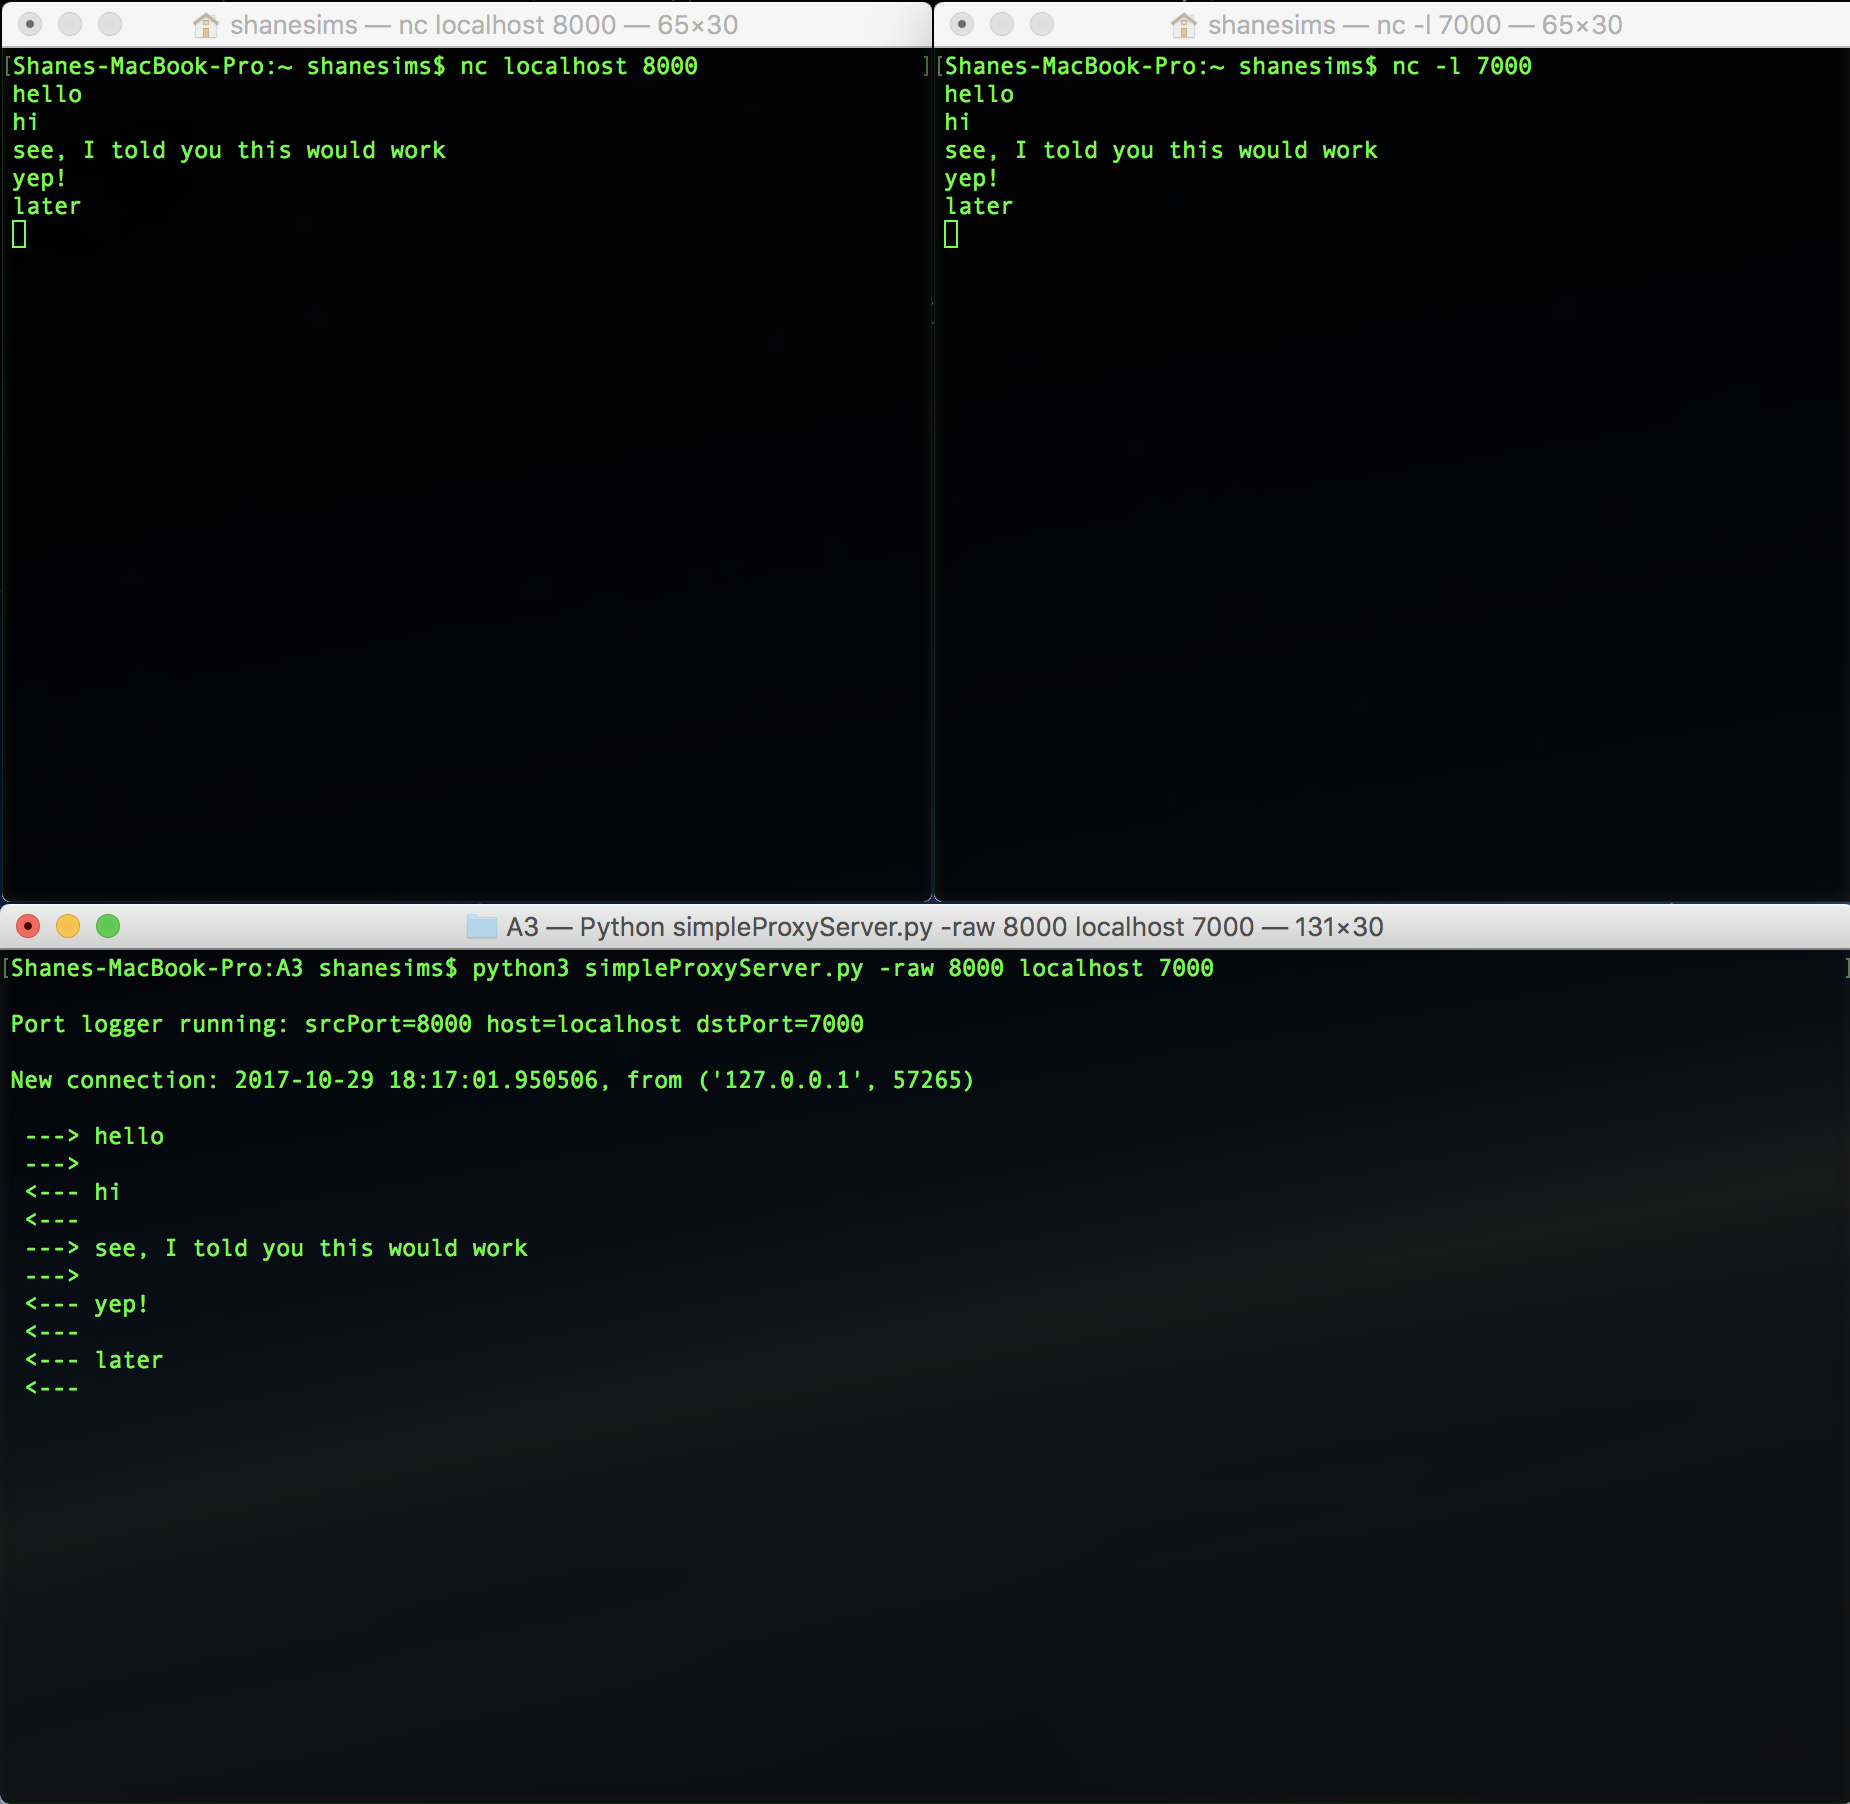 shanesims — nc localhost 8000 — 65×30
[Shanes-MacBook-Pro:~ shanesims$ nc localhost 8000 ]
hello
hi
see, I told you this would work
yep!
later
shanesims — nc -l 7000 — 65×30
[Shanes-MacBook-Pro:~ shanesims$ nc -l 7000
hello
hi
see, I told you this would work
yep!
later
A3 — Python simpleProxyServer.py -raw 8000 localhost 7000 — 131×30
[Shanes-MacBook-Pro:A3 shanesims$ python3 simpleProxyServer.py -raw 8000 localhost 7000 ]
Port logger running: srcPort=8000 host=localhost dstPort=7000
New connection: 2017-10-29 18:17:01.950506, from ('127.0.0.1', 57265)
---> hello
--->
<--- hi
<---
---> see, I told you this would work
--->
<--- yep!
<---
<--- later
<---